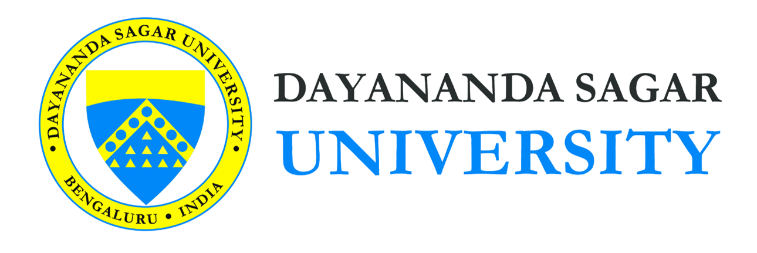 • DAYANANDA SAGAR UNIVERSITY •
BENGALURU • INDIA
DAYANANDA SAGAR
UNIVERSITY